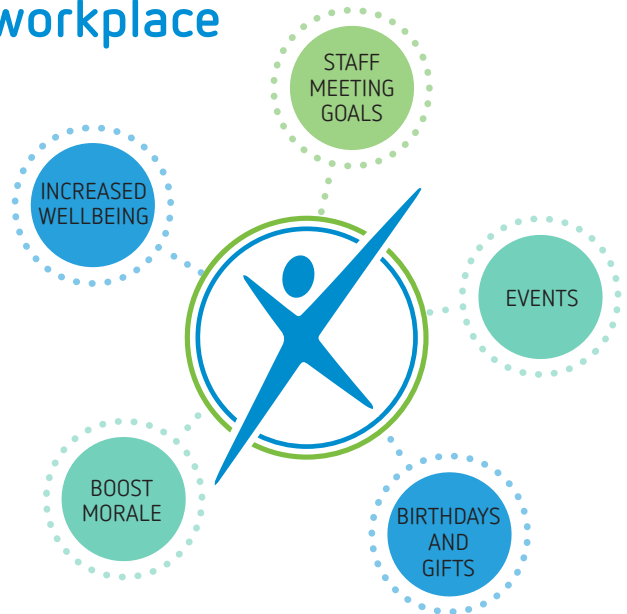 workplace
STAFF
MEETING
GOALS
INCREASED
WELLBEING
EVENTS
BOOST
MORALE
BIRTHDAYS
AND
GIFTS